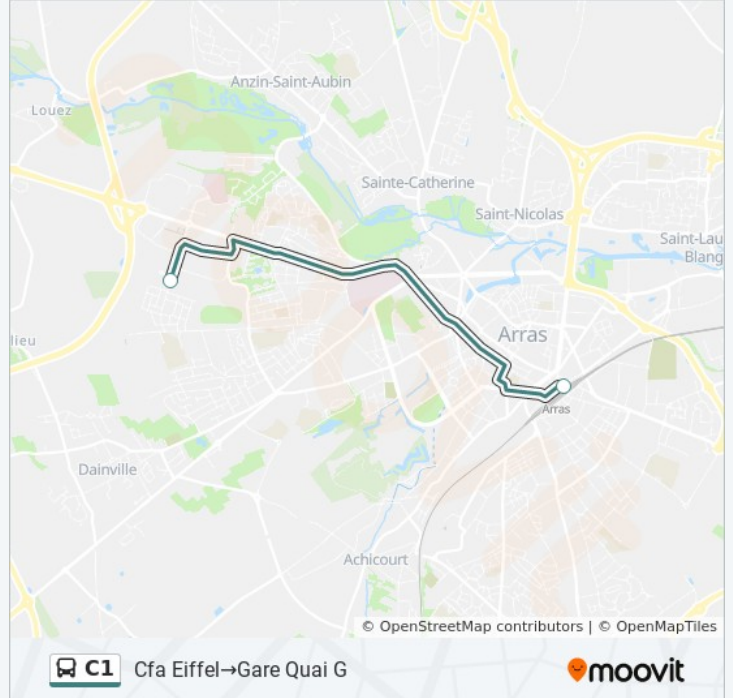 Anzin-Saint-Aubin
Louez
Sainte-Catherine
Saint-Nicolas
Saint-Lau
Blang
lieu
Arras
Arras
Dainville
Achicourt
© OpenStreetMap contributors | © OpenMapTiles
C1 Cfa Eiffel→Gare Quai G
moovit